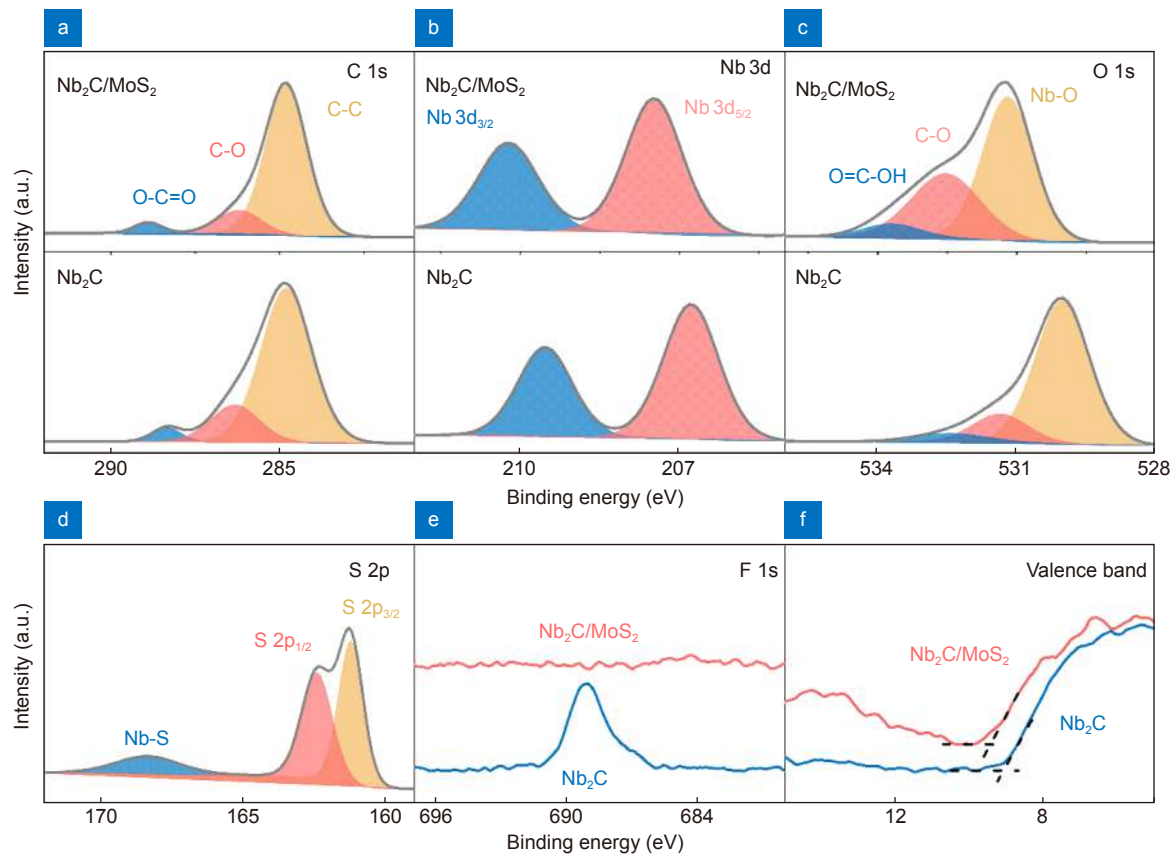 a
b
c
C 1s
Nb₂C/MoS₂
C-C
C-O
O-C=O
Nb₂C
Nb 3d
Nb₂C/MoS₂
Nb 3d₃/₂
Nb 3d₅/₂
Nb₂C
O 1s
Nb₂C/MoS₂
Nb-O
C-O
O=C-OH
Nb₂C
Intensity (a.u.)
290 285
210 207
534 531 528
Binding energy (eV)
d
e
f
S 2p
S 2p₃/₂
S 2p₁/₂
Nb-S
F 1s
Nb₂C/MoS₂
Nb₂C
Valence band
Nb₂C/MoS₂
Nb₂C
Intensity (a.u.)
170 165 160
696 690 684
12 8
Binding energy (eV)